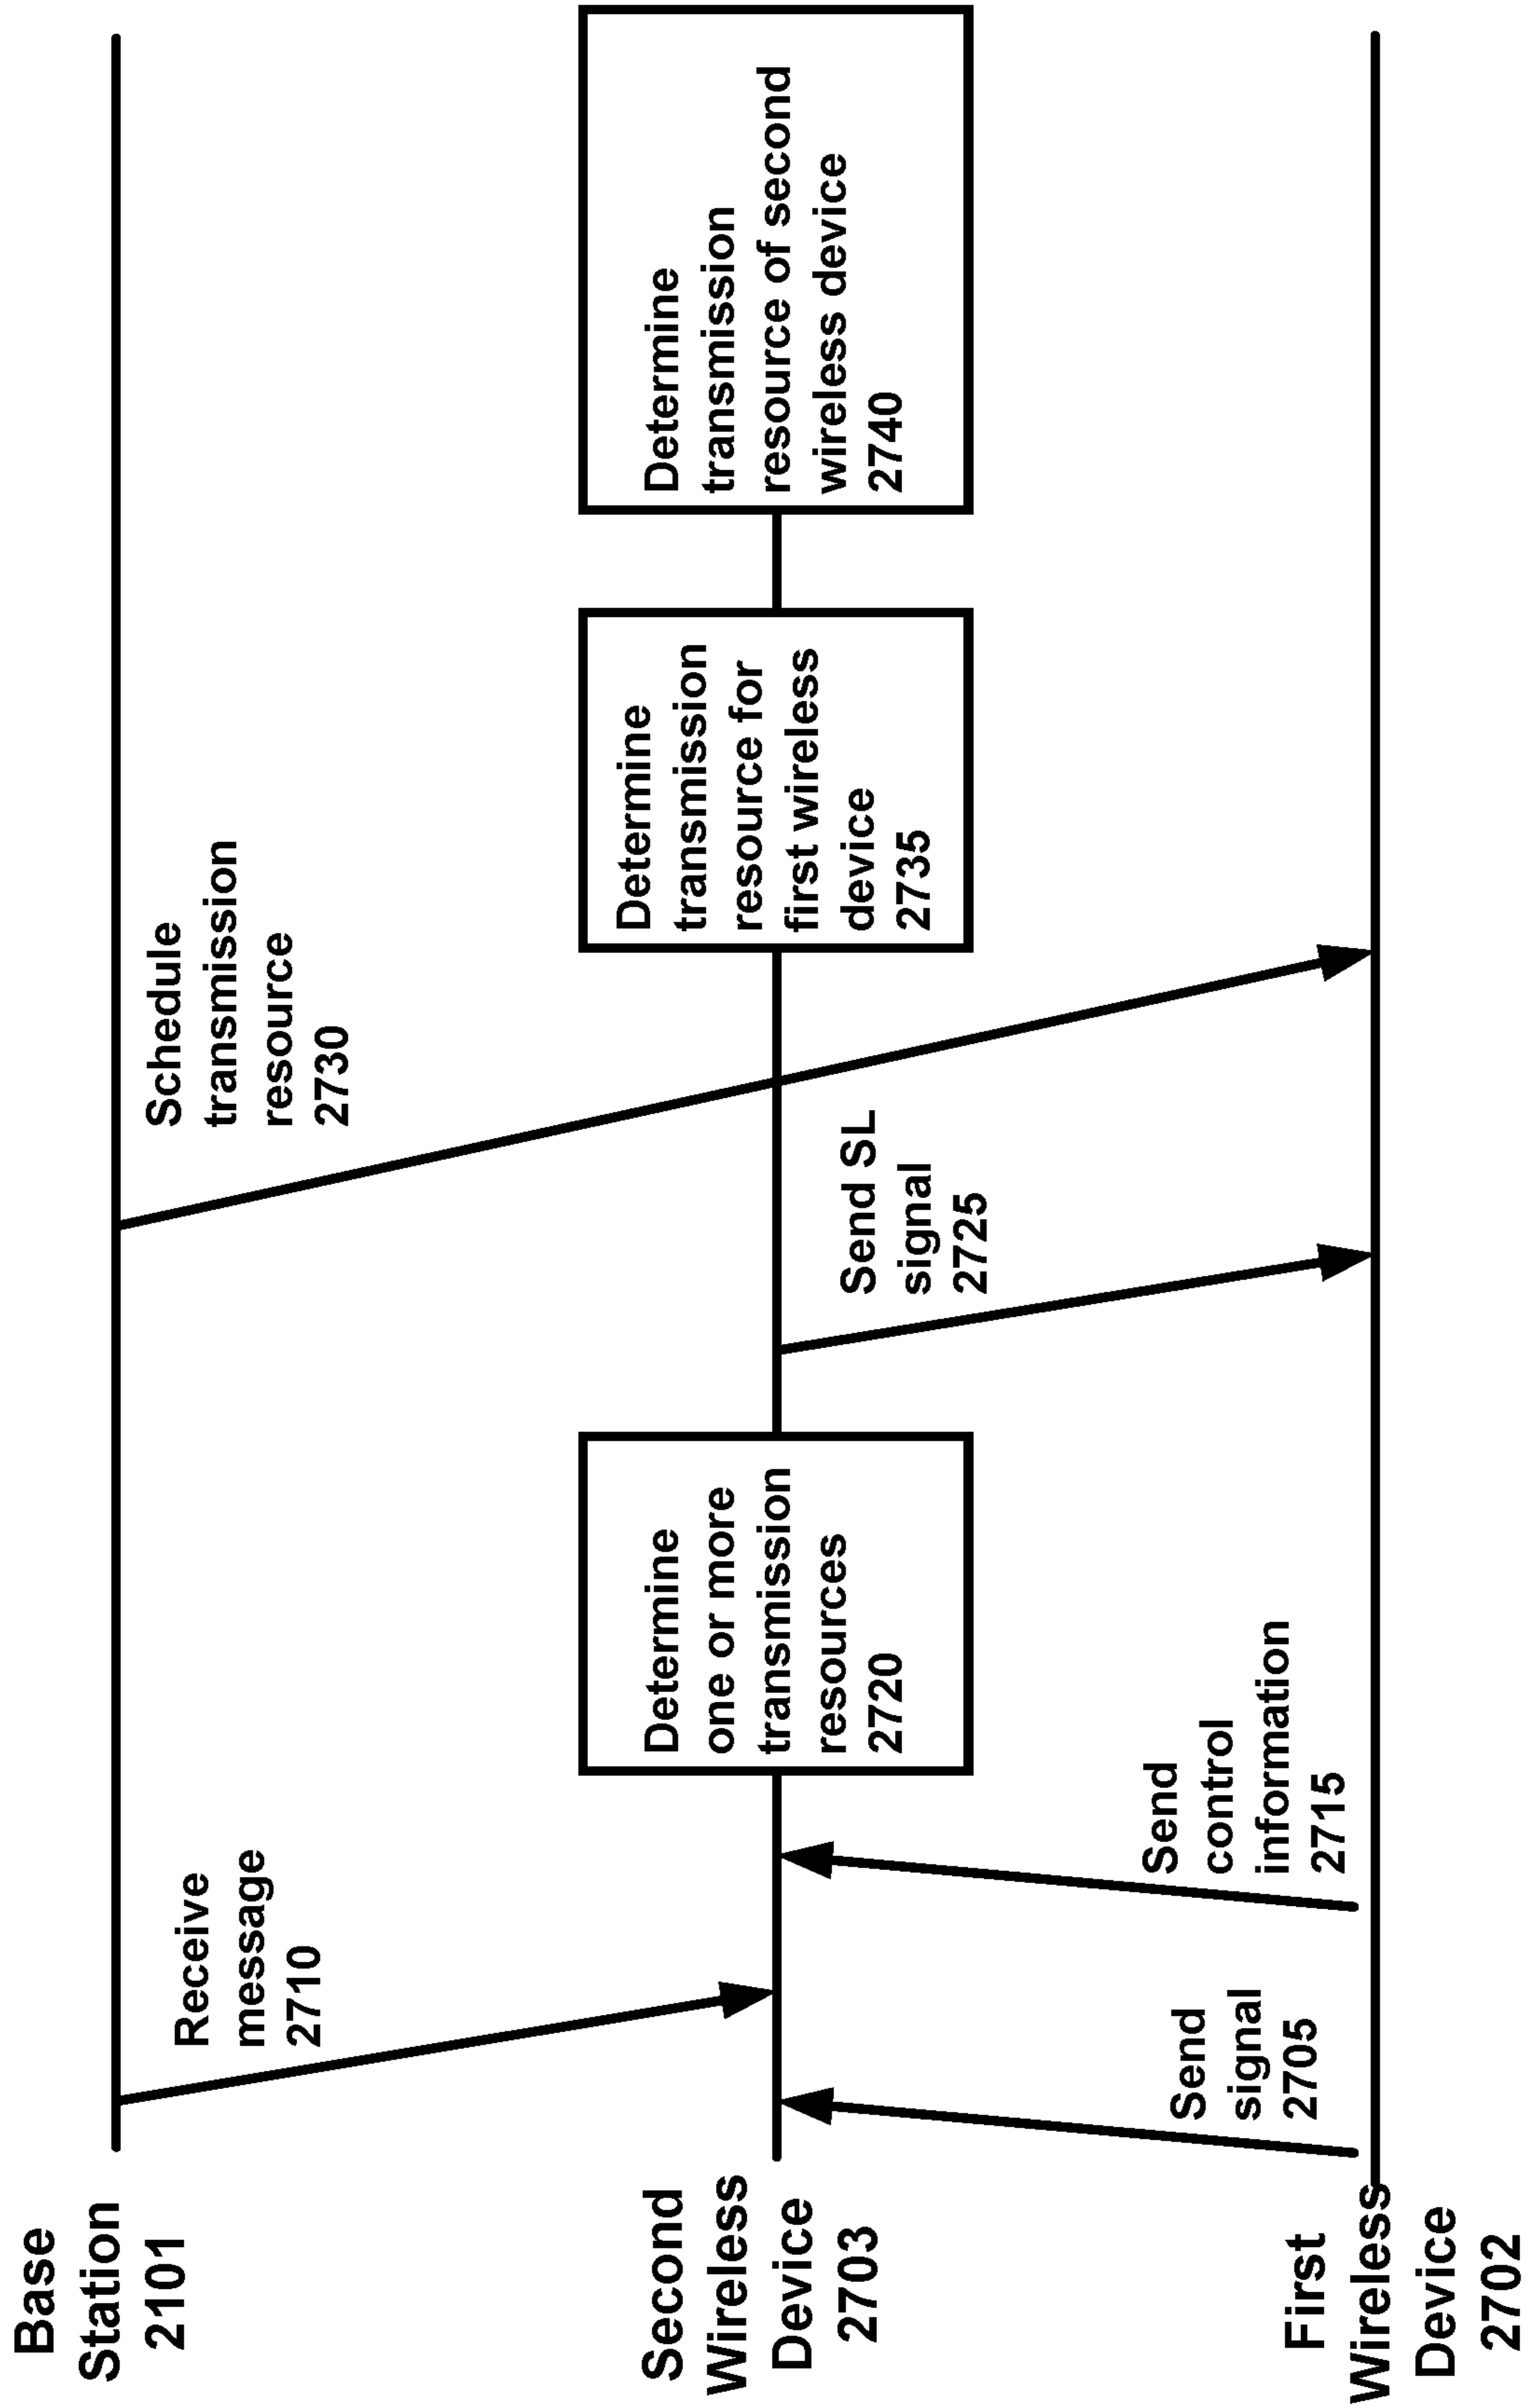 Base
Station
2101
Receive
message
2710
Schedule
transmission
resource
2730
Second
Wireless
Device
2703
Determine
one or more
transmission
resources
2720
Send SL
signal
2725
Determine
transmission
resource for
first wireless
device
2735
Determine
transmission
resource of second
wireless device
2740
First
Wireless
Device
2702
Send
signal
2705
Send
control
information
2715